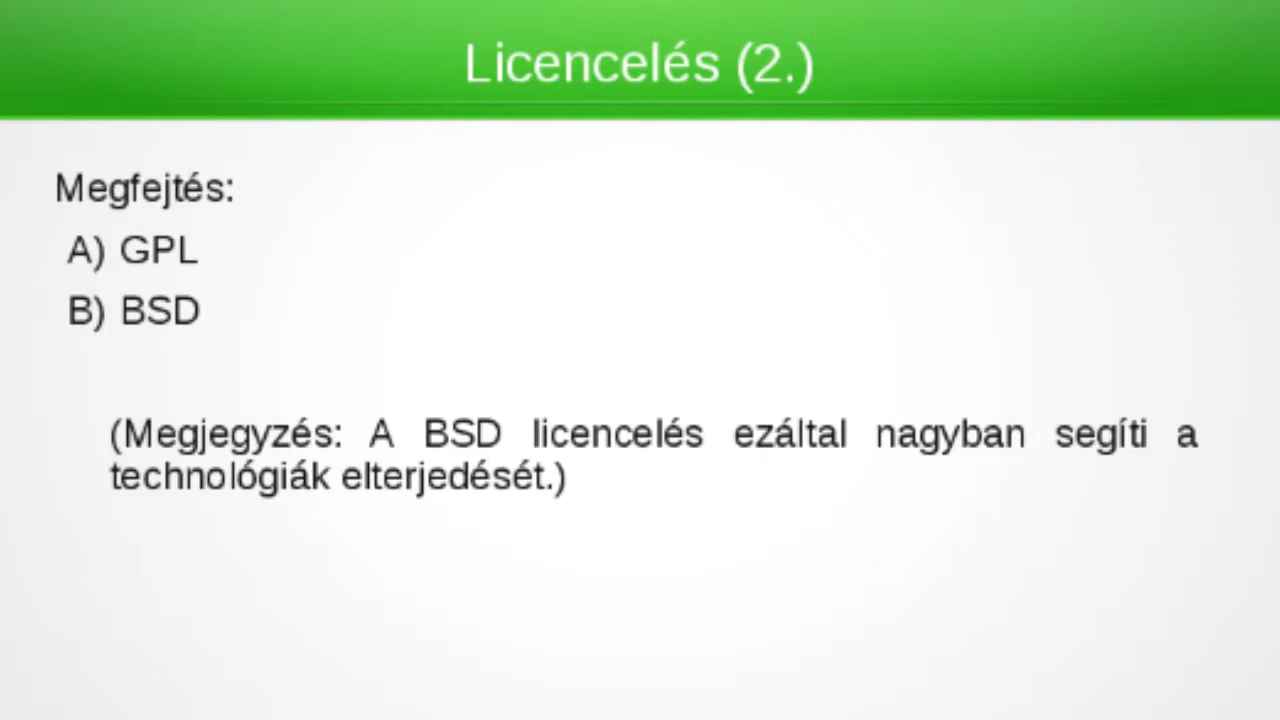 Licencelés (2.)
Megfejtés:
A) GPL
B) BSD
(Megjegyzés: A BSD licencelés ezáltal nagyban segíti a
technológiák elterjedését.)